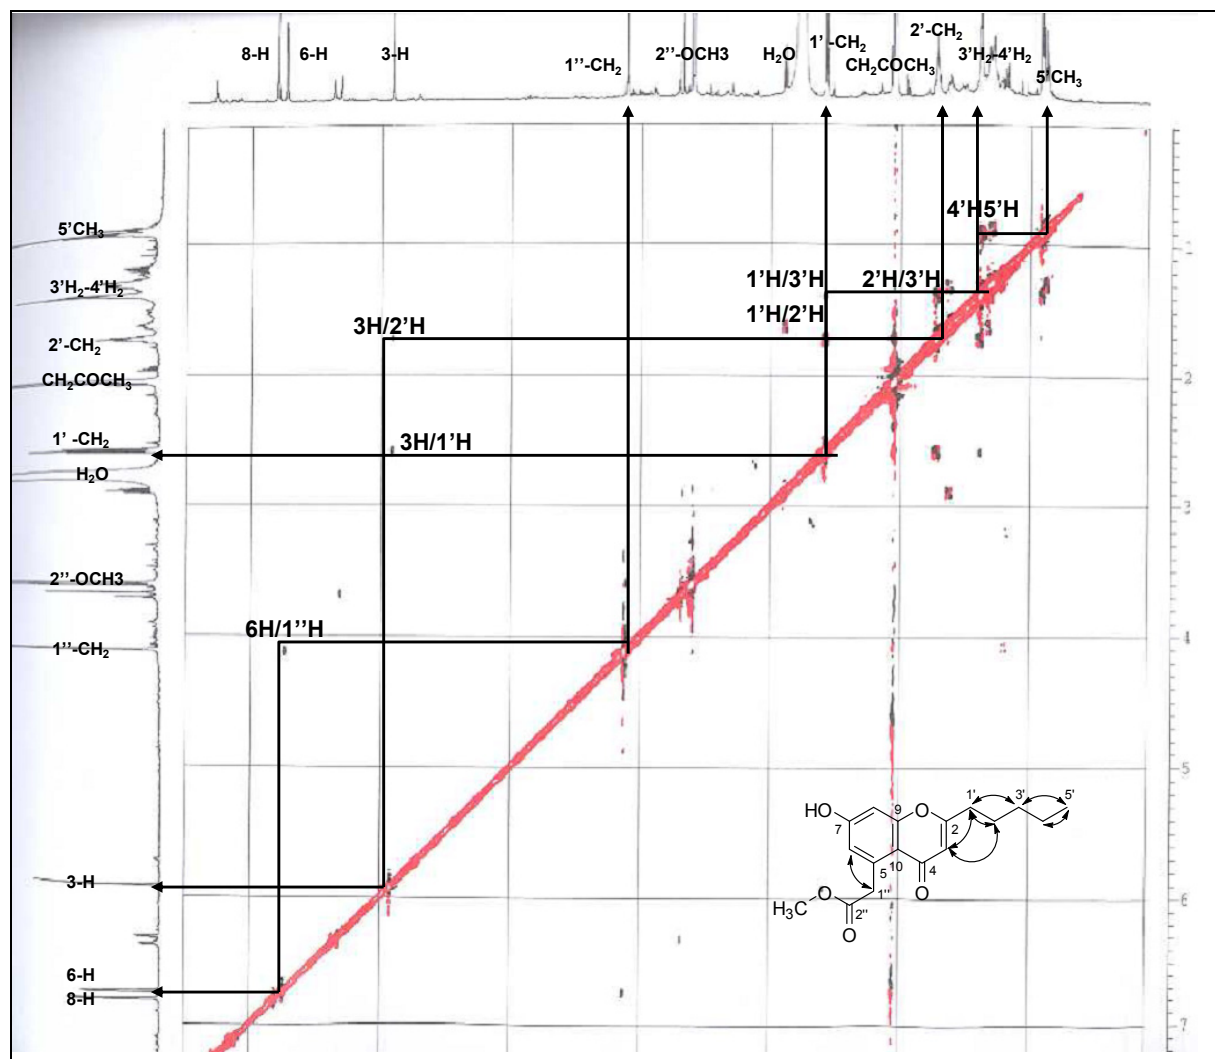 8-H 6-H 3-H 1''-CH2 2''-OCH3 H2O 1' -CH2 CH2COCH3 2'-CH2 3'H2-4'H2 5'CH3
5'CH3
3'H2-4'H2
2'-CH2
CH2COCH3
1' -CH2
H2O
2''-OCH3
1''-CH2
3-H
6-H
8-H
4'H5'H
1'H/3'H 2'H/3'H
1'H/2'H
3H/2'H
3H/1'H
6H/1''H
1
2
3
4
5
6
7
HO 7 9 O 2 1' 3' 5'
10 5 4 O
H3C O 1'' 2'' O